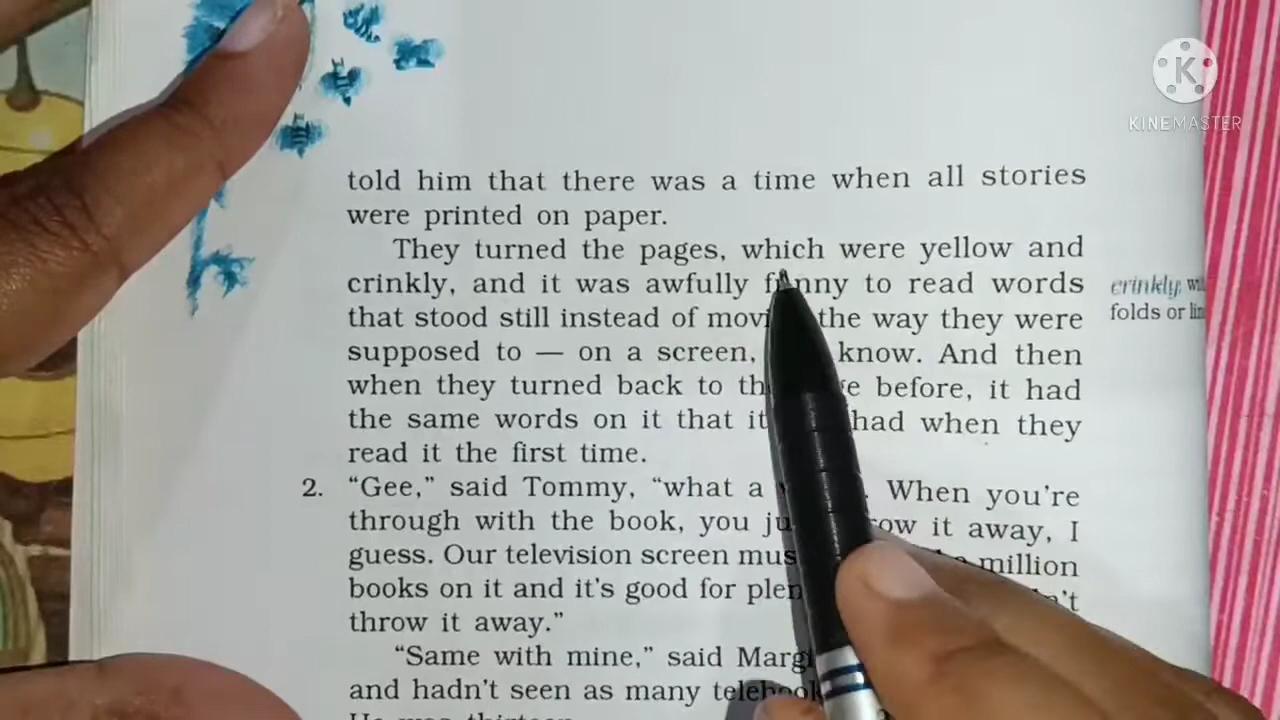 K
KINEMASTER
told him that there was a time when all stories
were printed on paper.
They turned the pages, which were yellow and
crinkly, and it was awfully funny to read words
that stood still instead of the way they were
supposed to — on a screen, know. And then
when they turned back to before, it had
the same words on it that it had when they
read it the first time.
2. “Gee,” said Tommy, “what a When you're
through with the book, you it away, I
guess. Our television screen million
books on it and it's good for
throw it away.”
“Same with mine,” said
and hadn't seen as many
He was thirteen
crinkly,
folds or